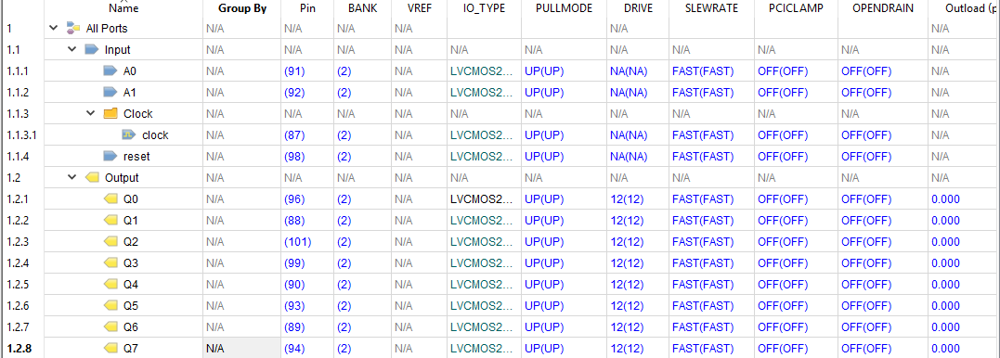 Name Group By Pin BANK VREF IO_TYPE PULLMODE DRIVE SLEWRATE PCICLAMP OPENDRAIN Outload (p
1 All Ports N/A N/A N/A N/A N/A N/A
1.1 Input N/A N/A N/A N/A N/A N/A N/A N/A N/A N/A N/A
1.1.1 A0 N/A (91) (2) N/A LVCMOS2... UP(UP) NA(NA) FAST(FAST) OFF(OFF) OFF(OFF) N/A
1.1.2 A1 N/A (92) (2) N/A LVCMOS2... UP(UP) NA(NA) FAST(FAST) OFF(OFF) OFF(OFF) N/A
1.1.3 Clock N/A N/A N/A N/A N/A N/A N/A N/A N/A N/A N/A
1.1.3.1 clock N/A (87) (2) N/A LVCMOS2... UP(UP) NA(NA) FAST(FAST) OFF(OFF) OFF(OFF) N/A
1.1.4 reset N/A (98) (2) N/A LVCMOS2... UP(UP) NA(NA) FAST(FAST) OFF(OFF) OFF(OFF) N/A
1.2 Output N/A N/A N/A N/A N/A N/A N/A N/A N/A N/A N/A
1.2.1 Q0 N/A (96) (2) N/A LVCMOS2... UP(UP) 12(12) FAST(FAST) OFF(OFF) OFF(OFF) 0.000
1.2.2 Q1 N/A (88) (2) N/A LVCMOS2... UP(UP) 12(12) FAST(FAST) OFF(OFF) OFF(OFF) 0.000
1.2.3 Q2 N/A (101) (2) N/A LVCMOS2... UP(UP) 12(12) FAST(FAST) OFF(OFF) OFF(OFF) 0.000
1.2.4 Q3 N/A (99) (2) N/A LVCMOS2... UP(UP) 12(12) FAST(FAST) OFF(OFF) OFF(OFF) 0.000
1.2.5 Q4 N/A (90) (2) N/A LVCMOS2... UP(UP) 12(12) FAST(FAST) OFF(OFF) OFF(OFF) 0.000
1.2.6 Q5 N/A (93) (2) N/A LVCMOS2... UP(UP) 12(12) FAST(FAST) OFF(OFF) OFF(OFF) 0.000
1.2.7 Q6 N/A (89) (2) N/A LVCMOS2... UP(UP) 12(12) FAST(FAST) OFF(OFF) OFF(OFF) 0.000
1.2.8 Q7 N/A (94) (2) N/A LVCMOS2... UP(UP) 12(12) FAST(FAST) OFF(OFF) OFF(OFF) 0.000